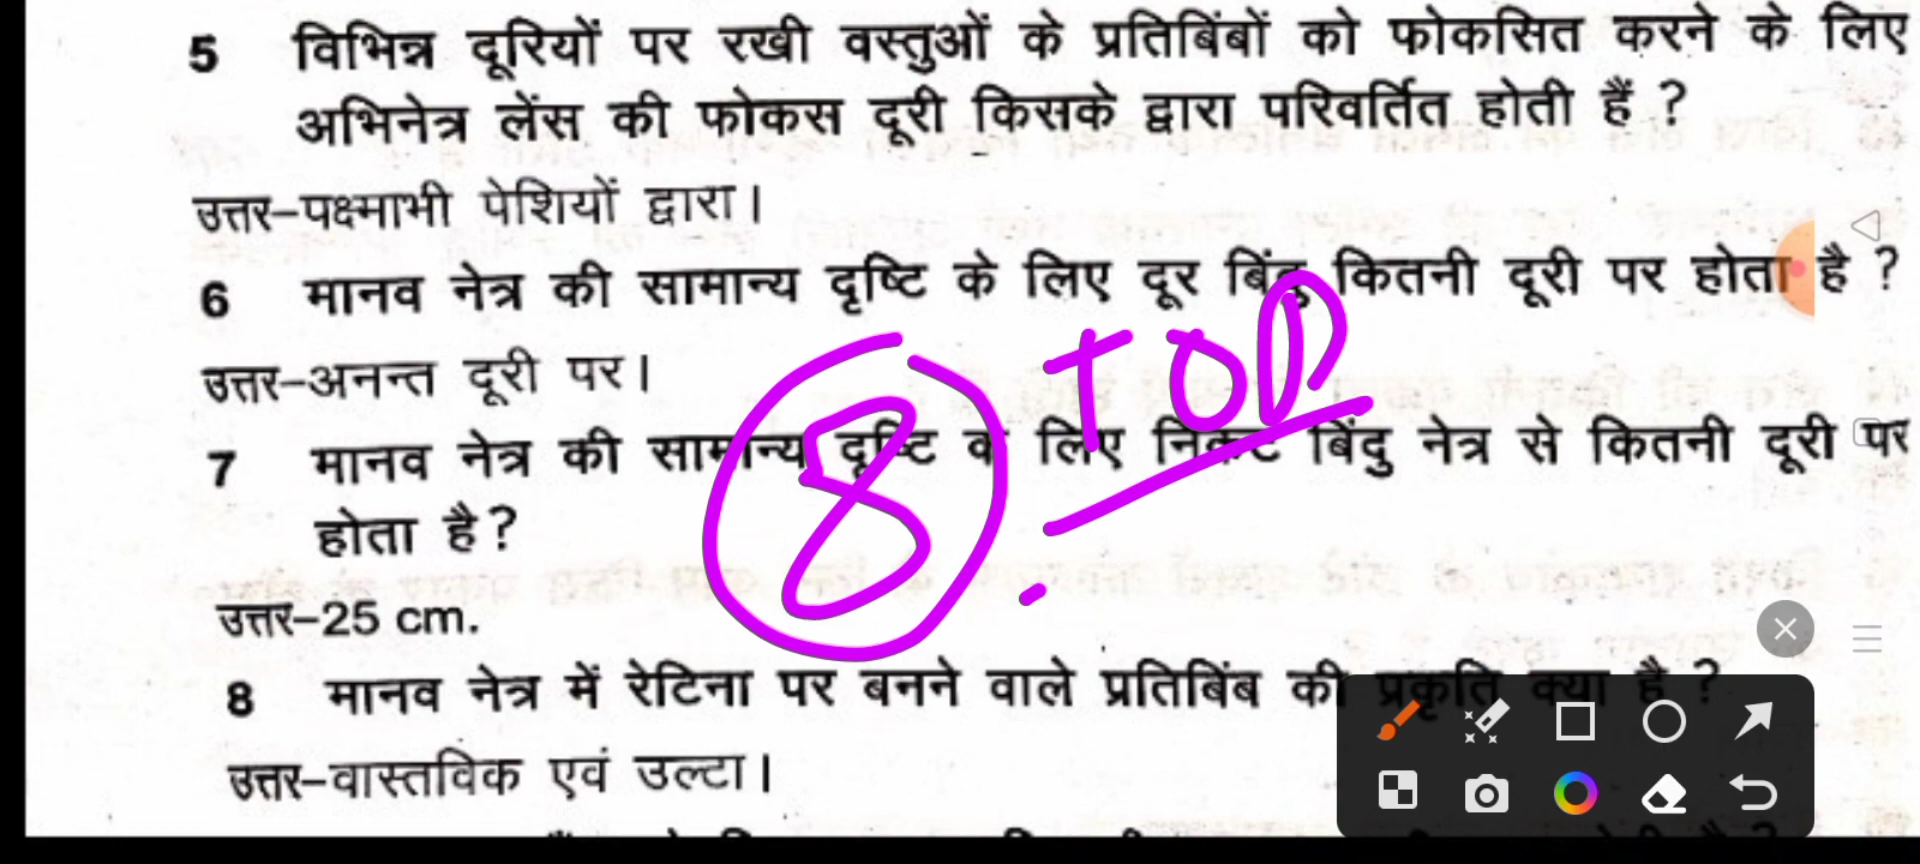 5 विभिन्न दूरियों पर रखी वस्तुओं के प्रतिबिंबों को फोकसित करने के लिए
अभिनेत्र लेंस की फोकस दूरी किसके द्वारा परिवर्तित होती हैं ?
उत्तर–पक्ष्माभी पेशियों द्वारा।
6 मानव नेत्र की सामान्य दृष्टि के लिए दूर बिंदु कितनी दूरी पर होता है ?
उत्तर–अनन्त दूरी पर।
TOP
8
7 मानव नेत्र की सामान्य दृष्टि के लिए निकट बिंदु नेत्र से कितनी दूरी पर
होता है?
उत्तर–25 cm.
8 मानव नेत्र में रेटिना पर बनने वाले प्रतिबिंब की प्रकृति क्या है ?
उत्तर–वास्तविक एवं उल्टा।